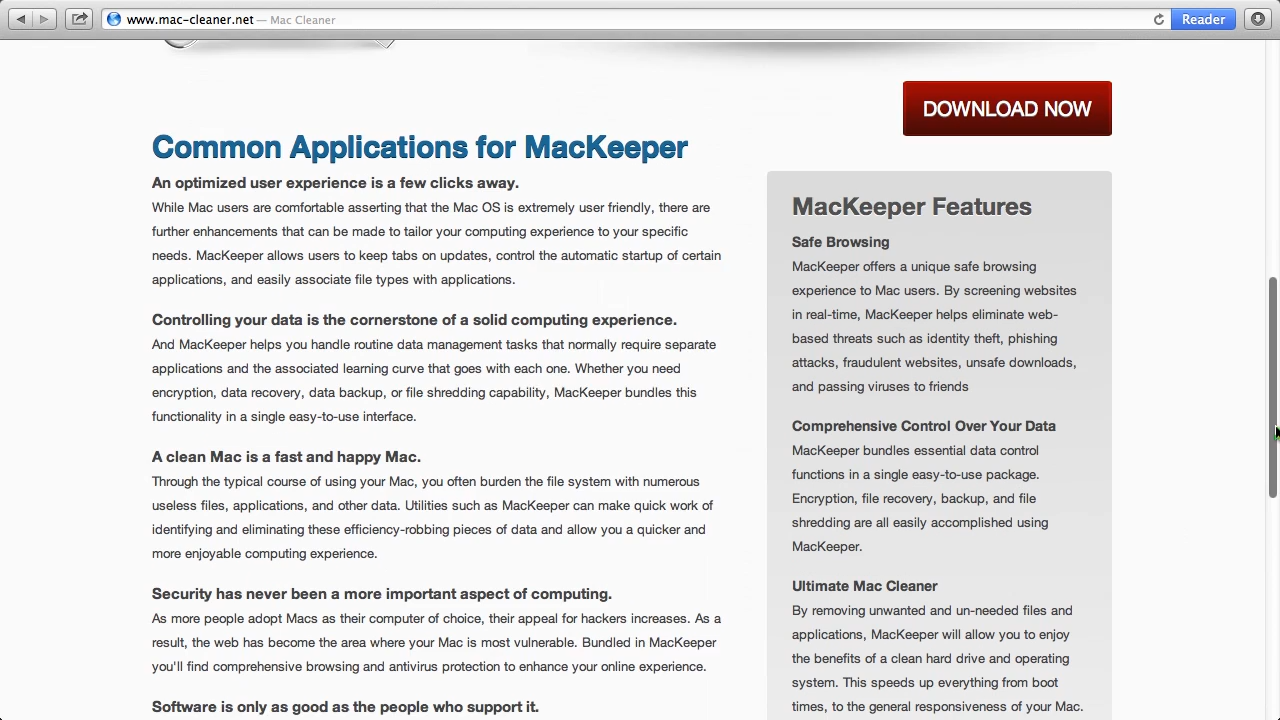 www.mac-cleaner.net — Mac Cleaner
Reader
DOWNLOAD NOW
Common Applications for MacKeeper
An optimized user experience is a few clicks away.
While Mac users are comfortable asserting that the Mac OS is extremely user friendly, there are
further enhancements that can be made to tailor your computing experience to your specific
needs. MacKeeper allows users to keep tabs on updates, control the automatic startup of certain
applications, and easily associate file types with applications.
Controlling your data is the cornerstone of a solid computing experience.
And MacKeeper helps you handle routine data management tasks that normally require separate
applications and the associated learning curve that goes with each one. Whether you need
encryption, data recovery, data backup, or file shredding capability, MacKeeper bundles this
functionality in a single easy-to-use interface.
A clean Mac is a fast and happy Mac.
Through the typical course of using your Mac, you often burden the file system with numerous
useless files, applications, and other data. Utilities such as MacKeeper can make quick work of
identifying and eliminating these efficiency-robbing pieces of data and allow you a quicker and
more enjoyable computing experience.
Security has never been a more important aspect of computing.
As more people adopt Macs as their computer of choice, their appeal for hackers increases. As a
result, the web has become the area where your Mac is most vulnerable. Bundled in MacKeeper
you'll find comprehensive browsing and antivirus protection to enhance your online experience.
Software is only as good as the people who support it.
MacKeeper Features
Safe Browsing
MacKeeper offers a unique safe browsing
experience to Mac users. By screening websites
in real-time, MacKeeper helps eliminate web-
based threats such as identity theft, phishing
attacks, fraudulent websites, unsafe downloads,
and passing viruses to friends
Comprehensive Control Over Your Data
MacKeeper bundles essential data control
functions in a single easy-to-use package.
Encryption, file recovery, backup, and file
shredding are all easily accomplished using
MacKeeper.
Ultimate Mac Cleaner
By removing unwanted and un-needed files and
applications, MacKeeper will allow you to enjoy
the benefits of a clean hard drive and operating
system. This speeds up everything from boot
times, to the general responsiveness of your Mac.